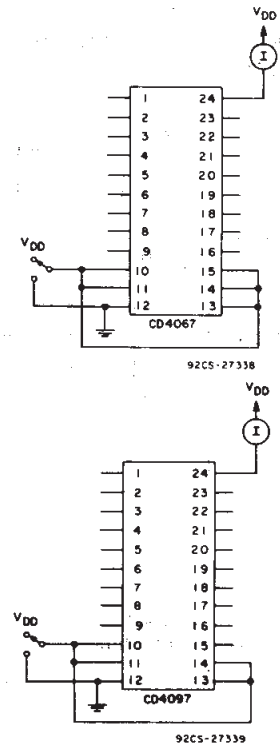 VDD
I
1 24
2 23
3 22
4 21
5 20
6 19
7 18
8 17
9 16
VDD
10 15
11 14
12 13
CD4067
92CS-27338
VDD
I
1 24
2 23
3 22
4 21
5 20
6 19
7 18
8 17
9 16
VDD
10 15
11 14
12 13
CD4097
92CS-27339